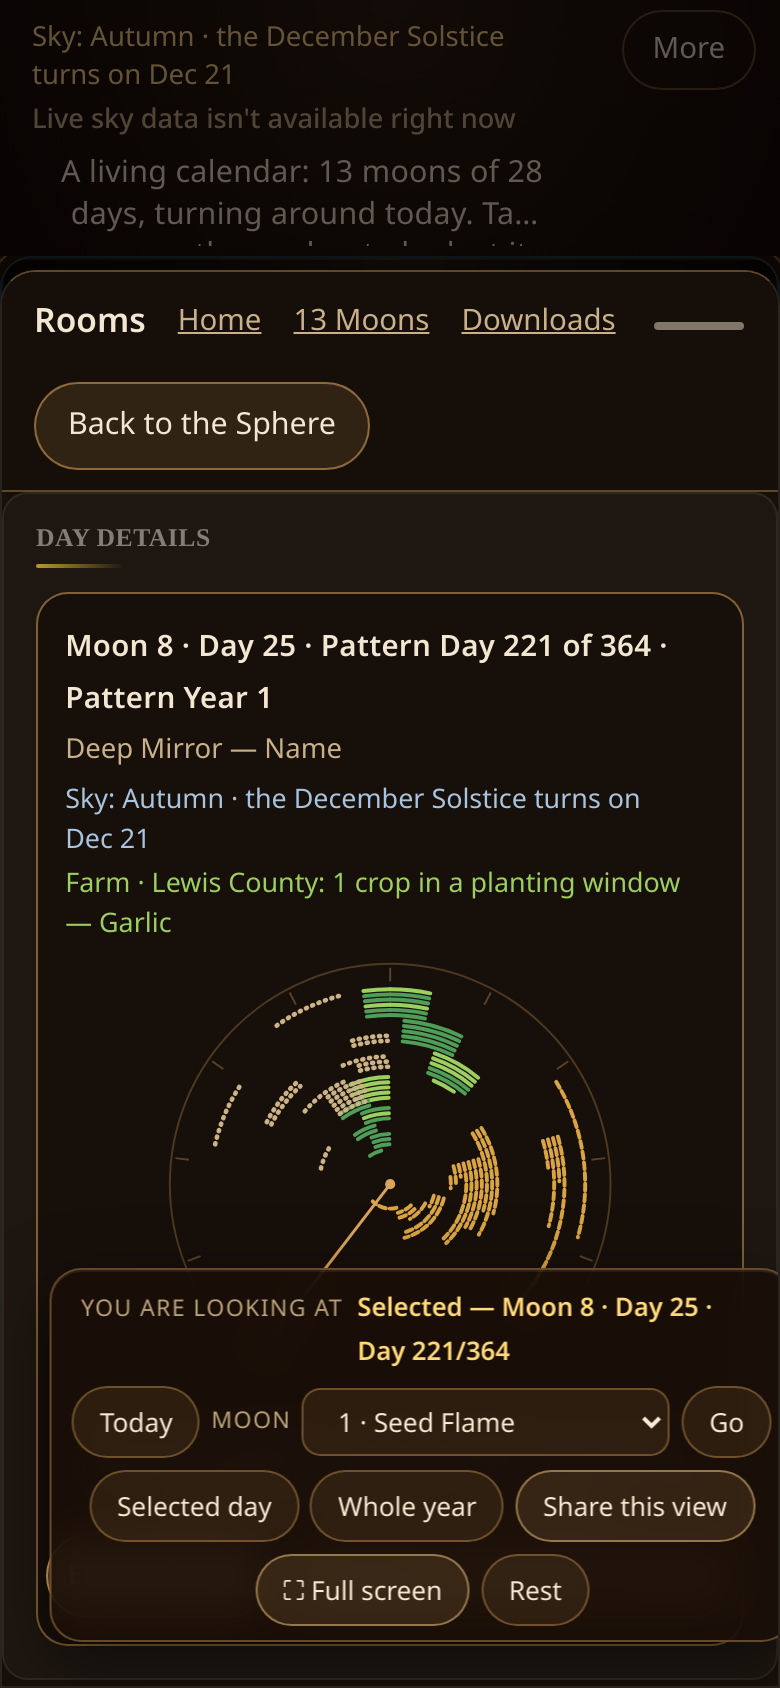 Sky: Autumn · the December Solstice
turns on Dec 21
More
Live sky data isn't available right now
A living calendar: 13 moons of 28
days, turning around today. Ta…
Rooms Home 13 Moons Downloads
Back to the Sphere
DAY DETAILS
Moon 8 · Day 25 · Pattern Day 221 of 364 ·
Pattern Year 1
Deep Mirror — Name
Sky: Autumn · the December Solstice turns on
Dec 21
Farm · Lewis County: 1 crop in a planting window
— Garlic
YOU ARE LOOKING AT Selected — Moon 8 · Day 25 ·
Day 221/364
Today MOON 1 · Seed Flame Go
Selected day Whole year Share this view
Full screen Rest